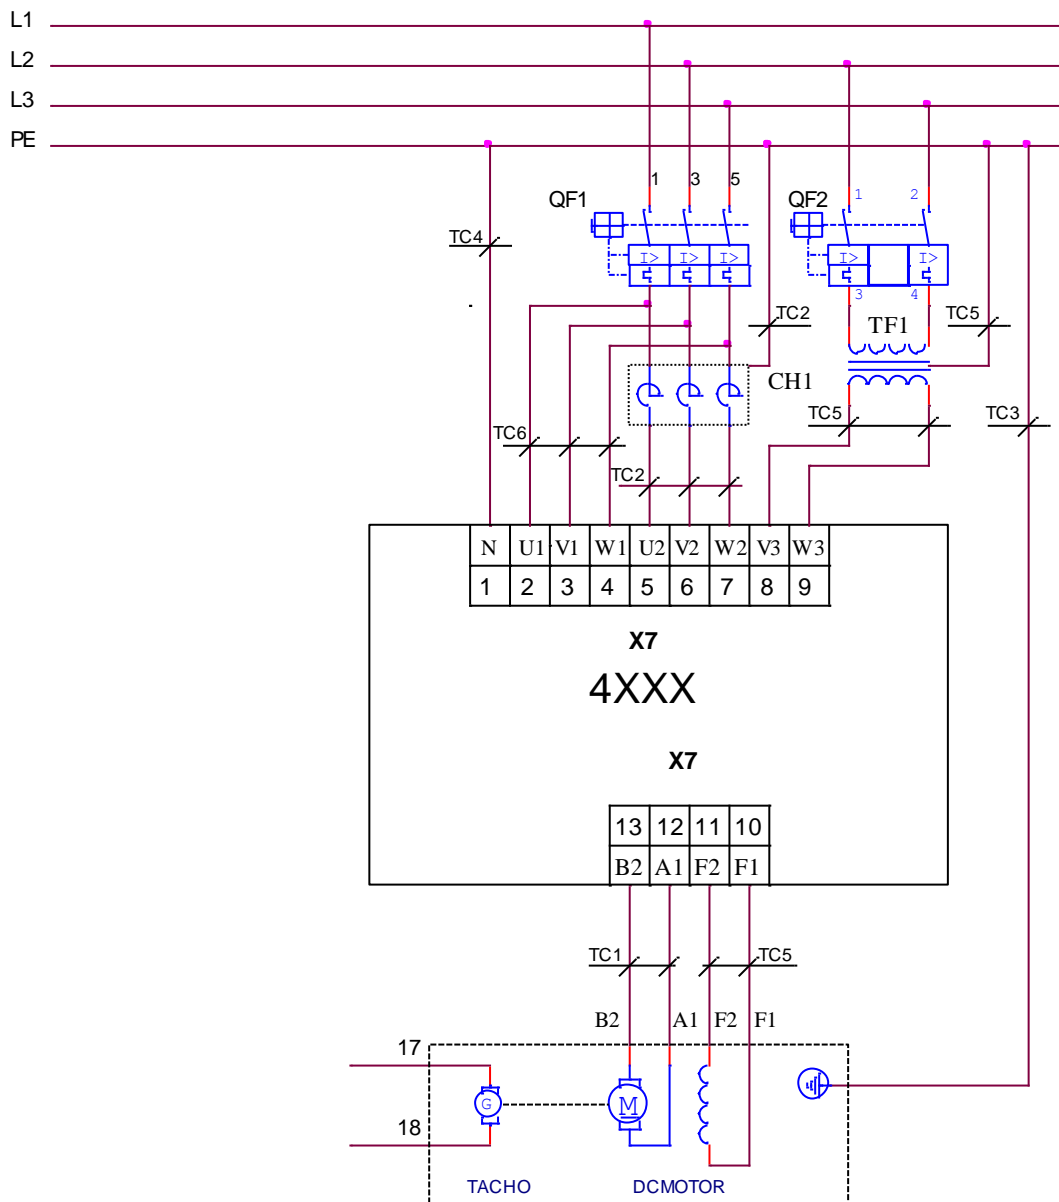 L1
L2
L3
PE
1 3 5
QF1
QF2
1 2
TC4
I> I> I>
I> I>
3 4
TC2
TF1
TC5
CH1
TC6
TC5
TC3
TC2
N U1 V1 W1 U2 V2 W2 V3 W3
1 2 3 4 5 6 7 8 9
X7
4XXX
X7
13 12 11 10
B2 A1 F2 F1
TC1
TC5
B2 A1 F2 F1
17
G
M
18
TACHO
DCMOTOR